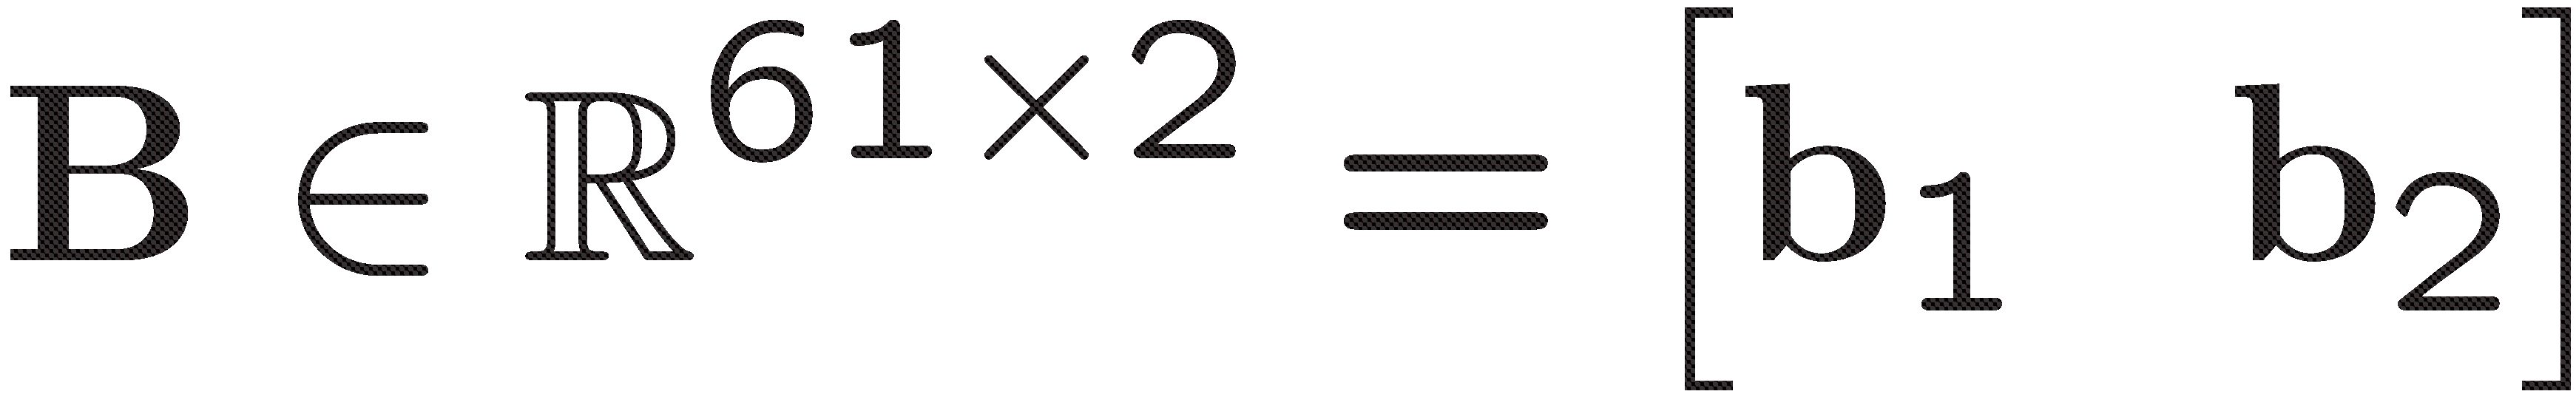 𝐁 ∈ ℝ^{61×2} = [𝐛₁ 𝐛₂]